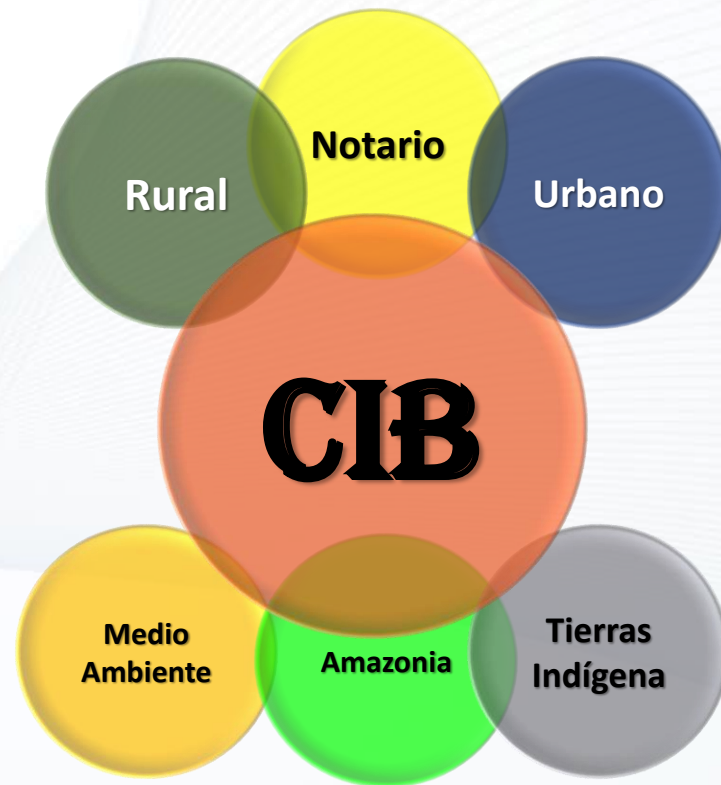 Notario
Rural
Urbano
CIB
Medio
Ambiente
Amazonia
Tierras
Indígena